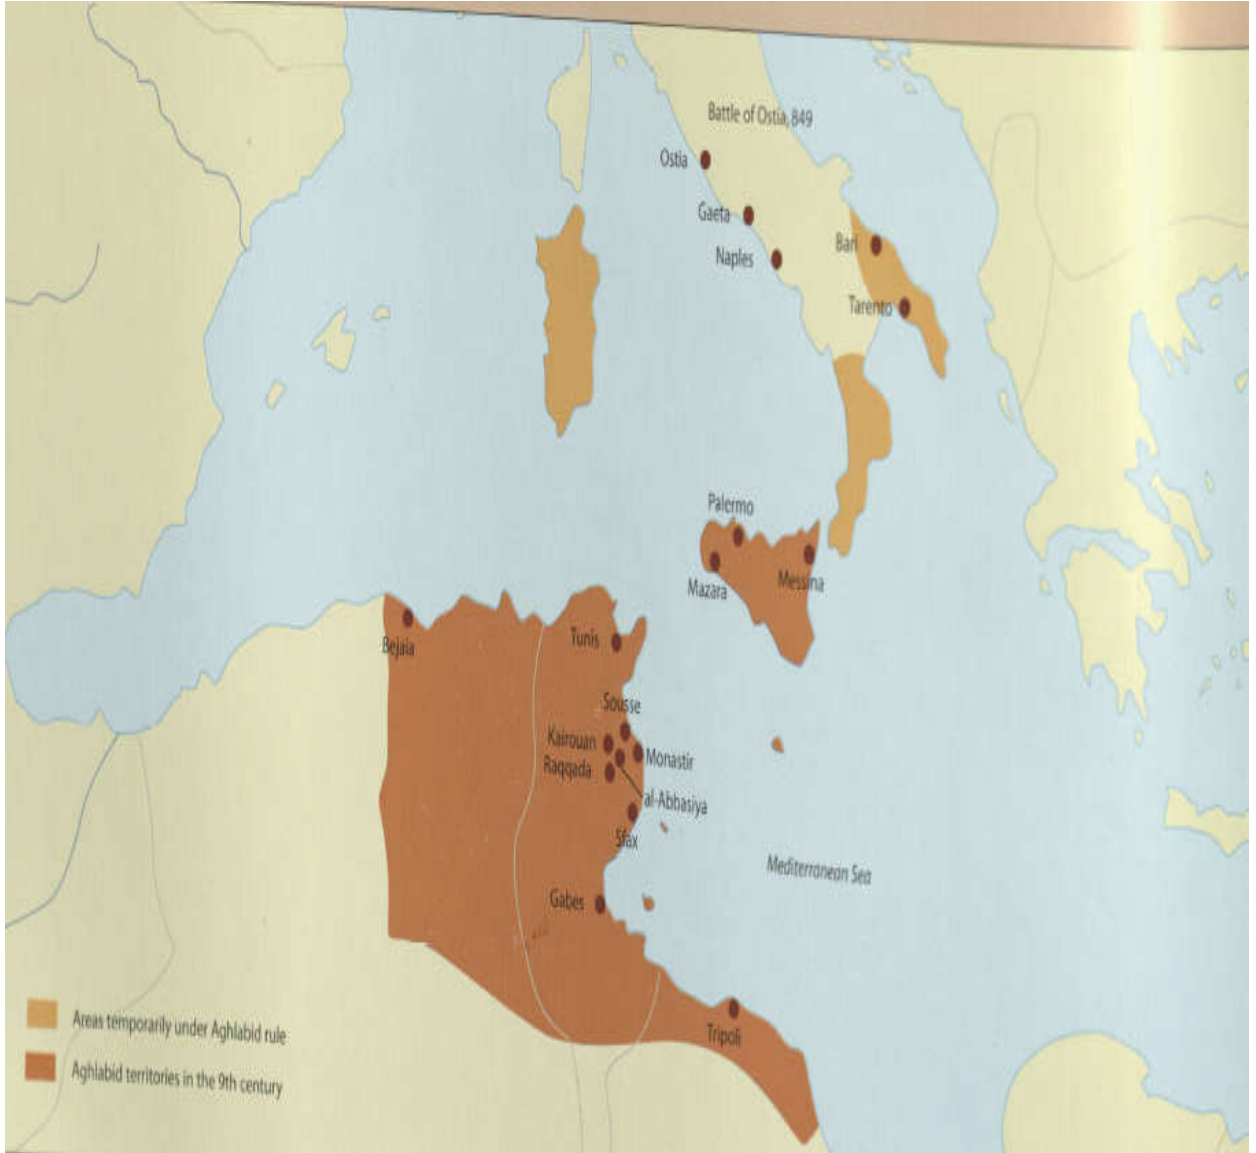 Battle of Ostia, 849
Ostia
Gaeta
Naples
Bari
Tarento
Palermo
Mazara
Messina
Bejaia
Tunis
Sousse
Kairouan
Monastir
Raqqada
al-Abbasiya
Sfax
Mediterranean Sea
Gabes
Tripoli
Areas temporarily under Aghlabid rule
Aghlabid territories in the 9th century